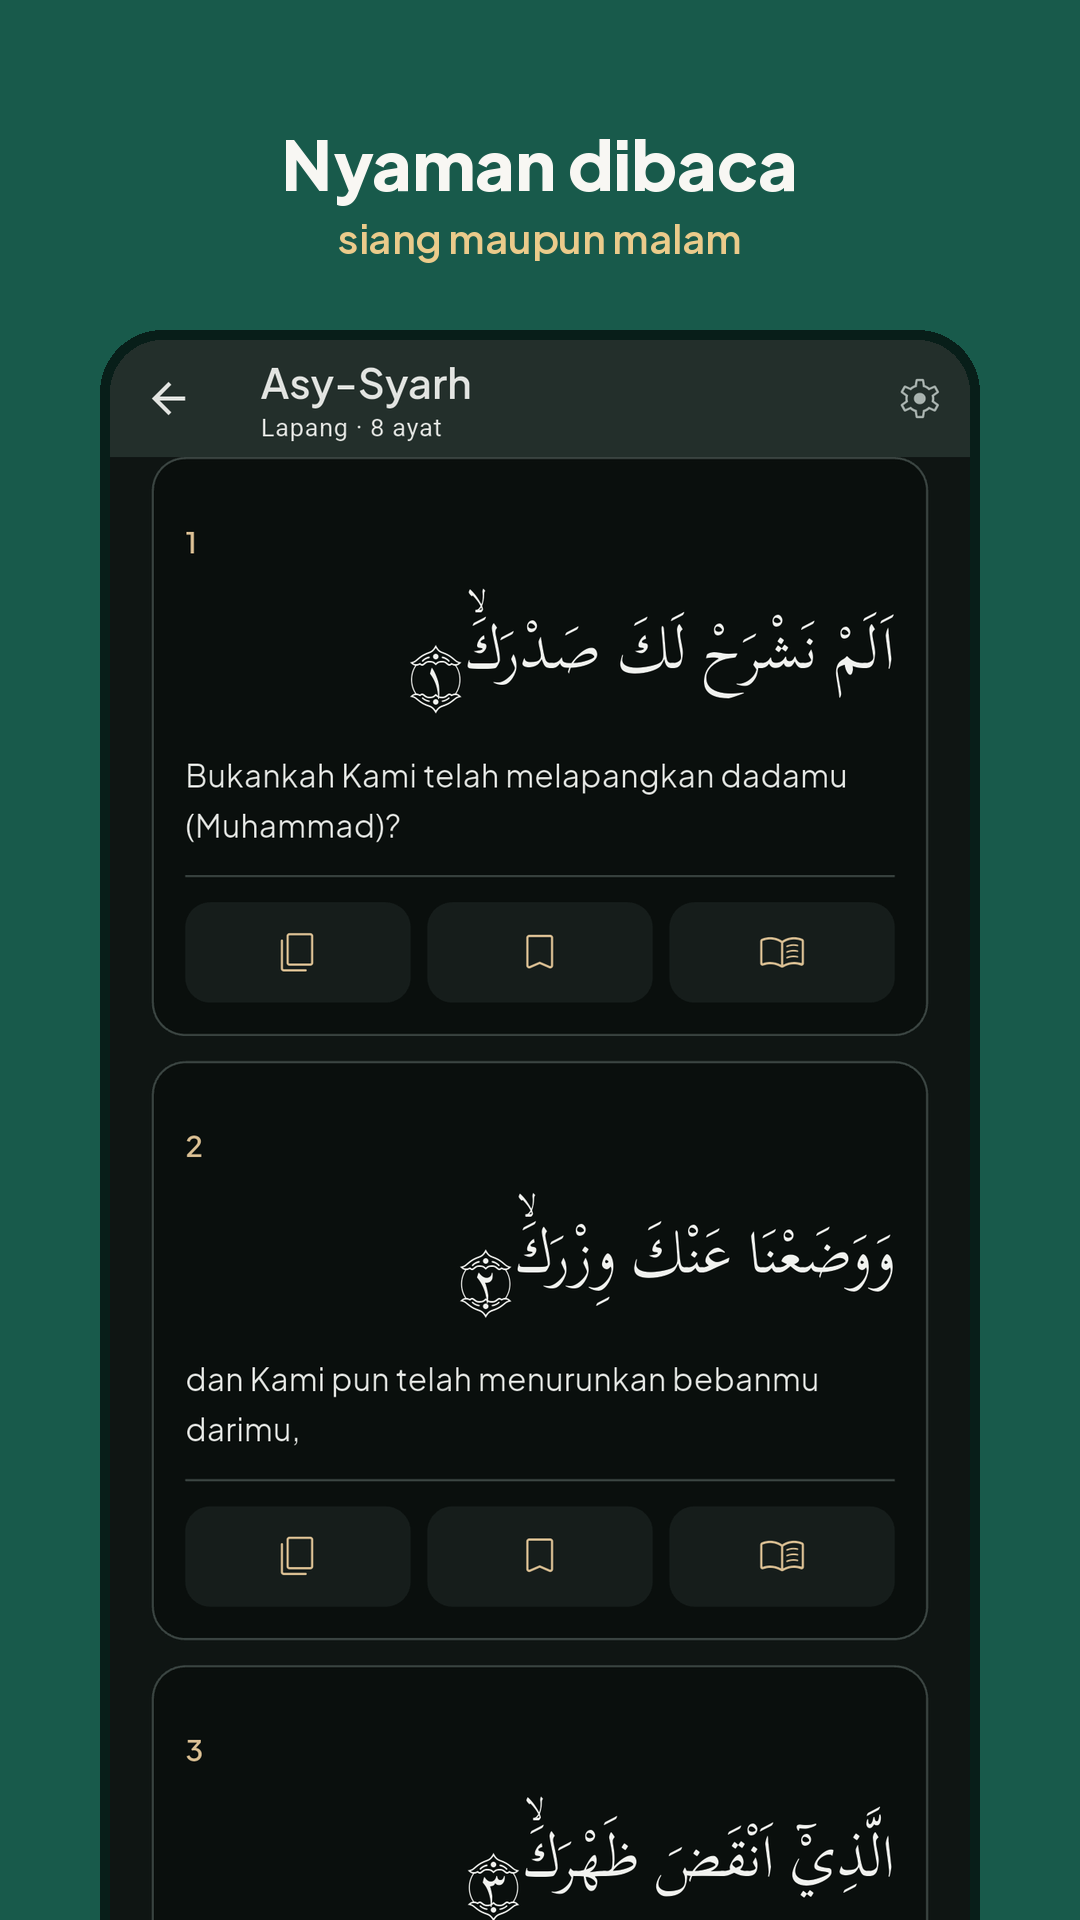 Nyaman dibaca
siang maupun malam
Asy-Syarh
Lapang · 8 ayat
1
اَلَمْ نَشْرَحْ لَكَ صَدْرَكَۙ ١
Bukankah Kami telah melapangkan dadamu
(Muhammad)?
2
وَوَضَعْنَا عَنْكَ وِزْرَكَۙ ٢
dan Kami pun telah menurunkan bebanmu
darimu,
3
الَّذِيْٓ اَنْقَضَ ظَهْرَكَۙ ٣